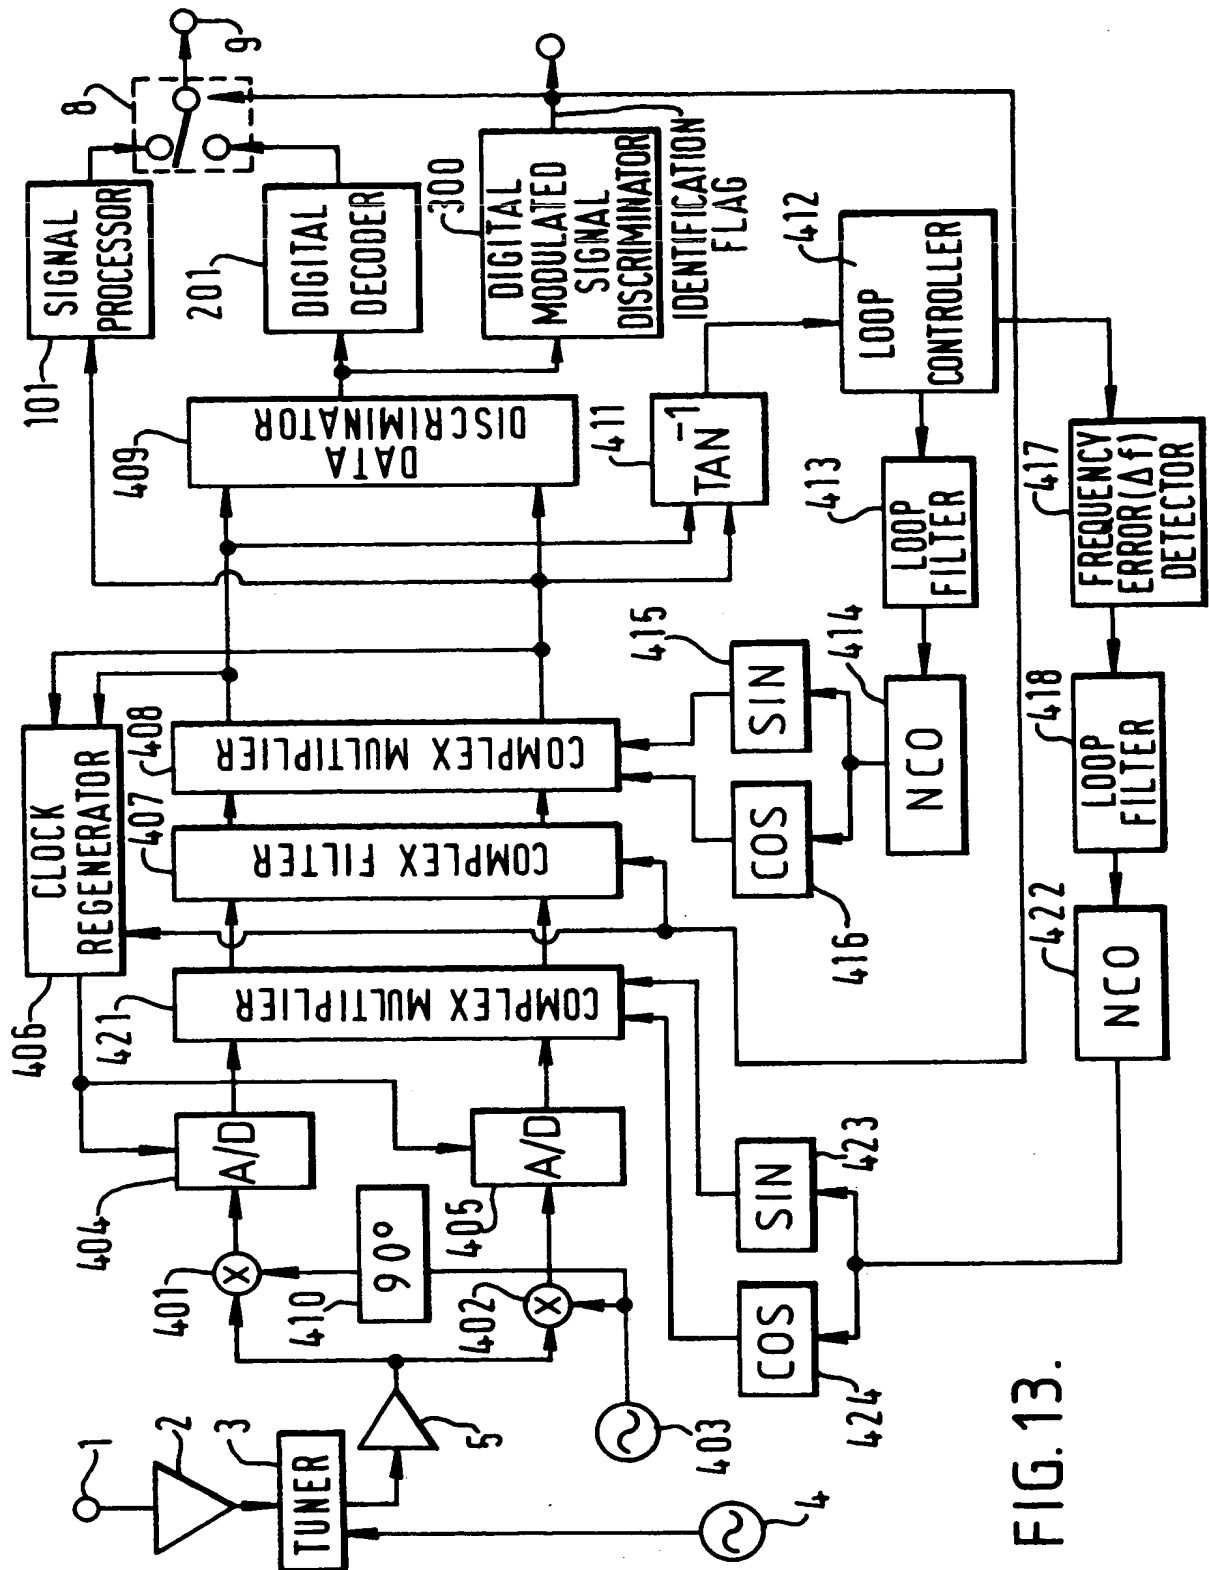 1
2
3
TUNER
4
5
401
402
403
410
90°
X
X
404
A/D
405
A/D
406
CLOCK
REGENERATOR
421
COMPLEX MULTIPLIER
407
COMPLEX FILTER
408
COMPLEX MULTIPLIER
409
DATA
DISCRIMINATOR
101
SIGNAL
PROCESSOR
201
DIGITAL
DECODER
300
DIGITAL
MODULATED
SIGNAL
DISCRIMINATOR
IDENTIFICATION
FLAG
8
9
411
TAN⁻¹
412
LOOP
CONTROLLER
413
LOOP
FILTER
414
NCO
415
SIN
416
COS
417
FREQUENCY
ERROR(Δf)
DETECTOR
418
LOOP
FILTER
422
NCO
423
SIN
424
COS
FIG. 13.